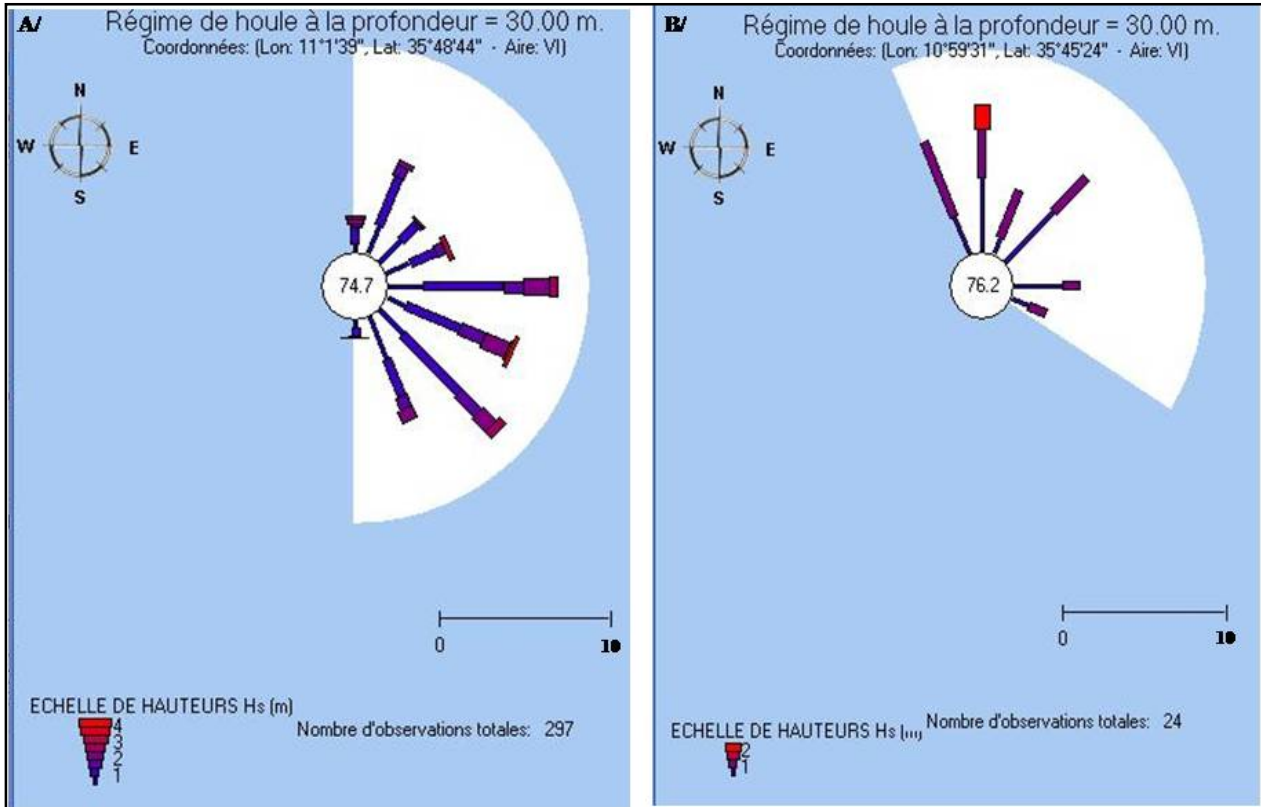 A/
Régime de houle à la profondeur = 30.00 m.
Coordonnées: (Lon: 11°1'39", Lat: 35°48'44" - Aire: VI)
N
W E
S
74.7
0 10
ECHELLE DE HAUTEURS Hs (m)
4
3
2
1
Nombre d'observations totales: 297
B/
Régime de houle à la profondeur = 30.00 m.
Coordonnées: (Lon: 10°59'31", Lat: 35°45'24" - Aire: VI)
N
W E
S
76.2
0 10
ECHELLE DE HAUTEURS Hs (m)
2
1
Nombre d'observations totales: 24